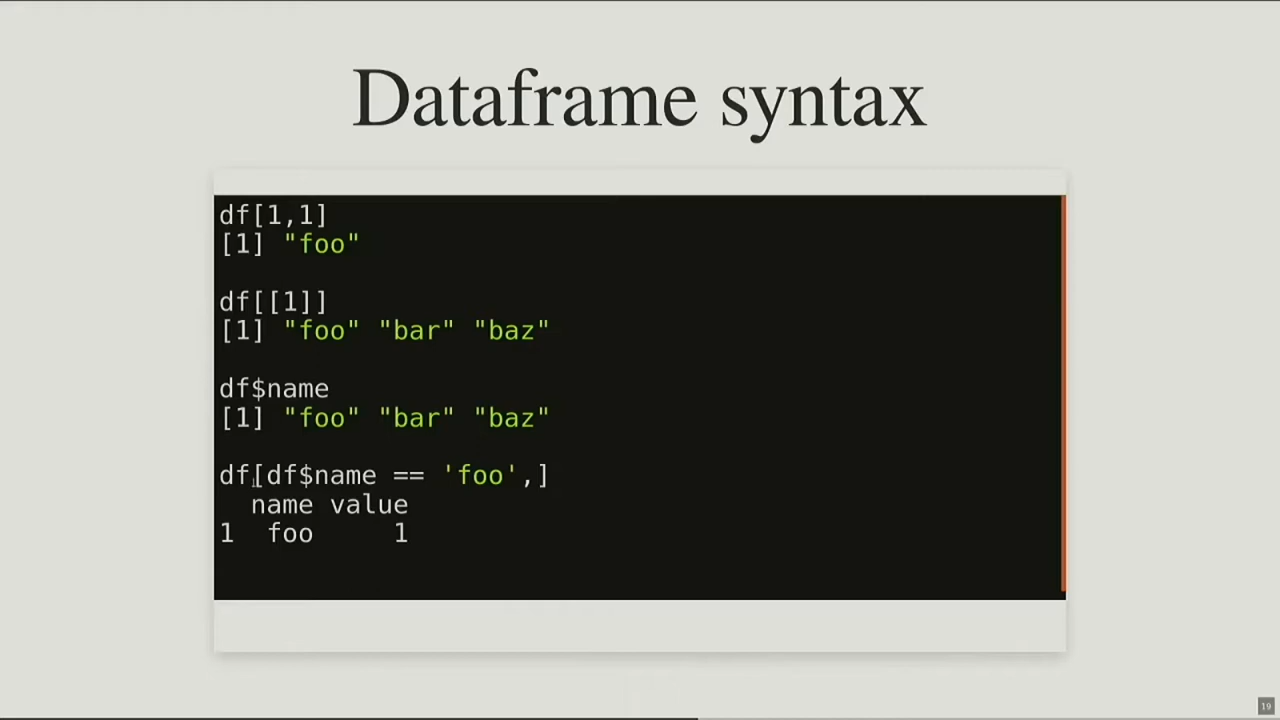 Dataframe syntax
df[1,1]
[1] "foo"
df[[1]]
[1] "foo" "bar" "baz"
df$name
[1] "foo" "bar" "baz"
df[df$name == 'foo',]
name value
1 foo 1
19